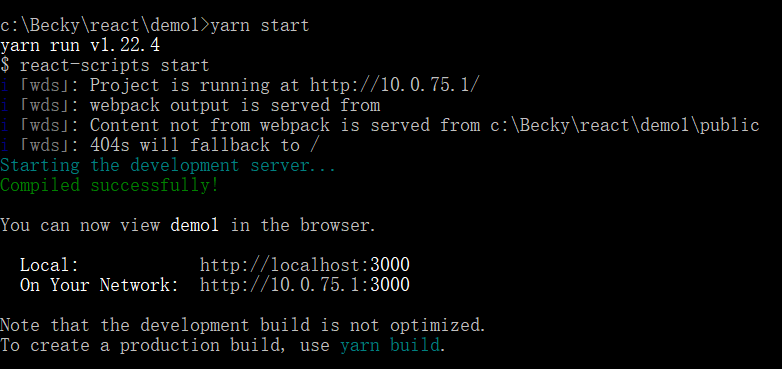 c:\Becky\react\demo1>yarn start
yarn run v1.22.4
$ react-scripts start
i ｢wds｣: Project is running at http://10.0.75.1/
i ｢wds｣: webpack output is served from
i ｢wds｣: Content not from webpack is served from c:\Becky\react\demo1\public
i ｢wds｣: 404s will fallback to /
Starting the development server...
Compiled successfully!
You can now view demo1 in the browser.
Local: http://localhost:3000
On Your Network: http://10.0.75.1:3000
Note that the development build is not optimized.
To create a production build, use yarn build.